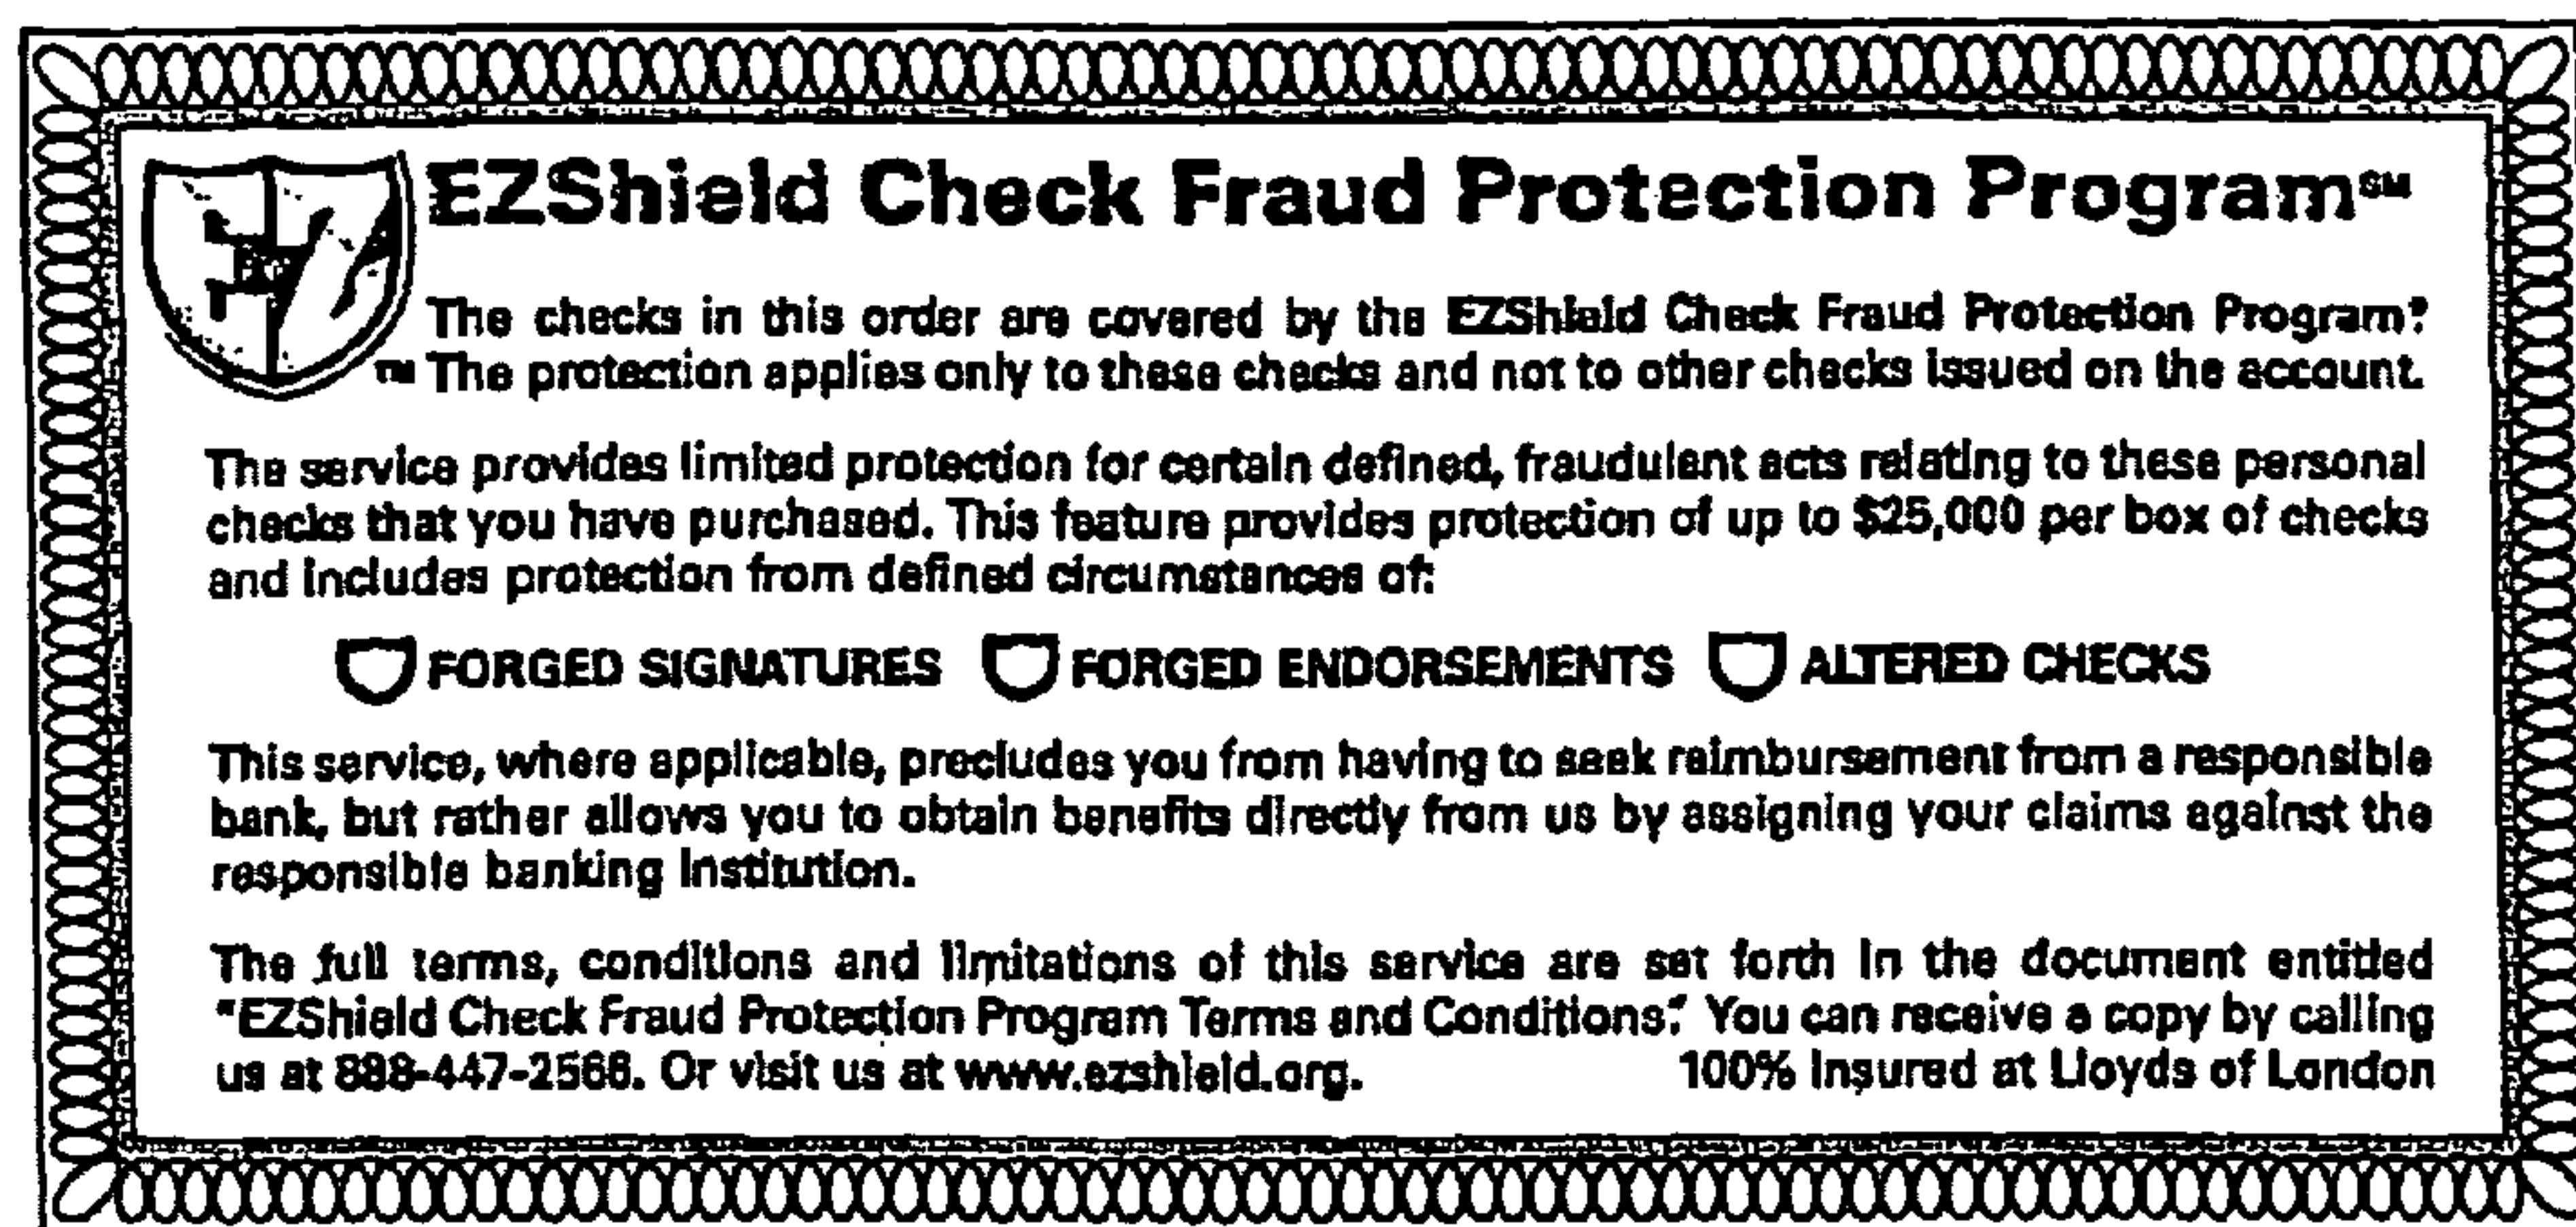 EZShield Check Fraud Protection Program℠
The checks in this order are covered by the EZShield Check Fraud Protection Program.
™ The protection applies only to these checks and not to other checks issued on the account.
The service provides limited protection for certain defined, fraudulent acts relating to these personal
checks that you have purchased. This feature provides protection of up to $25,000 per box of checks
and includes protection from defined circumstances of:
FORGED SIGNATURES FORGED ENDORSEMENTS ALTERED CHECKS
This service, where applicable, precludes you from having to seek reimbursement from a responsible
bank, but rather allows you to obtain benefits directly from us by assigning your claims against the
responsible banking institution.
The full terms, conditions and limitations of this service are set forth in the document entitled
"EZShield Check Fraud Protection Program Terms and Conditions." You can receive a copy by calling
us at 888-447-2566. Or visit us at www.ezshield.org. 100% Insured at Lloyds of London